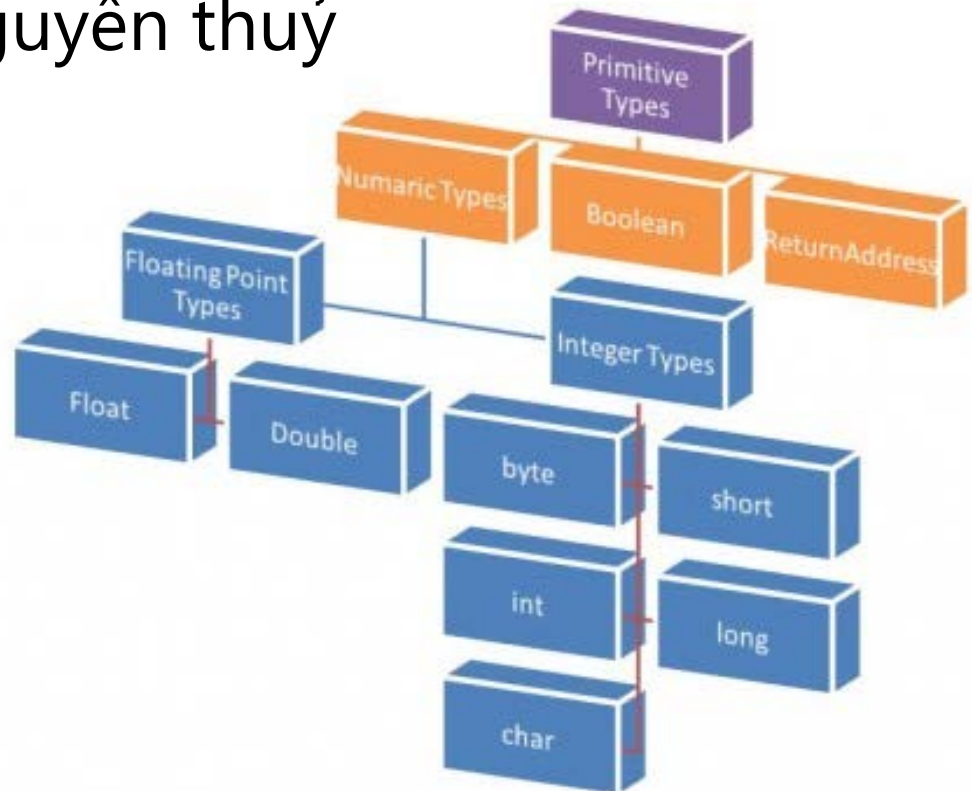 thuỷ
Primitive
Types
Numaric Types
Boolean
ReturnAddress
Floating Point
Types
Integer Types
Float
Double
byte
short
int
long
char